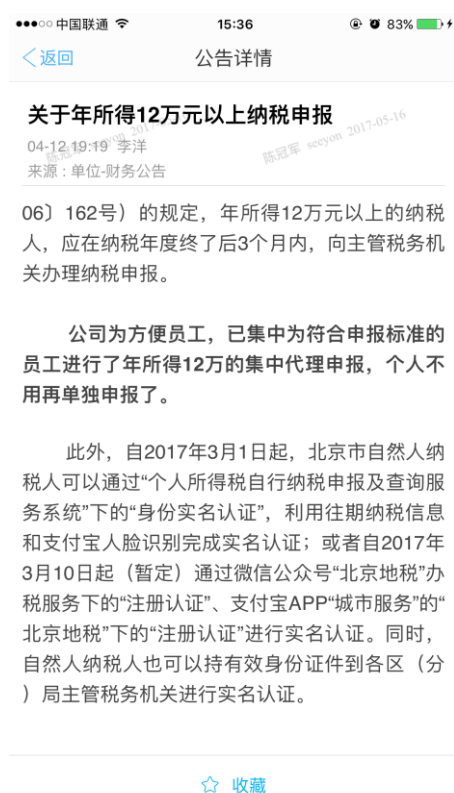 中国联通 15:36 83%
返回 公告详情
关于年所得12万元以上纳税申报
04-12 19:19 李洋
陈冠军 seeyon 2017
陈冠军 seeyon 2017-05-16
来源：单位-财务公告
06〕162号）的规定，年所得12万元以上的纳税
人，应在纳税年度终了后3个月内，向主管税务机
关办理纳税申报。
公司为方便员工，已集中为符合申报标准的
员工进行了年所得12万的集中代理申报，个人不
用再单独申报了。
此外，自2017年3月1日起，北京市自然人纳
税人可以通过“个人所得税自行纳税申报及查询服
务系统”下的“身份实名认证”，利用往期纳税信息
和支付宝人脸识别完成实名认证；或者自2017年
3月10日起（暂定）通过微信公众号“北京地税”办
税服务下的“注册认证”、支付宝APP“城市服务”的“
北京地税”下的“注册认证”进行实名认证。同时，
自然人纳税人也可以持有效身份证件到各区（分
）局主管税务机关进行实名认证。
收藏